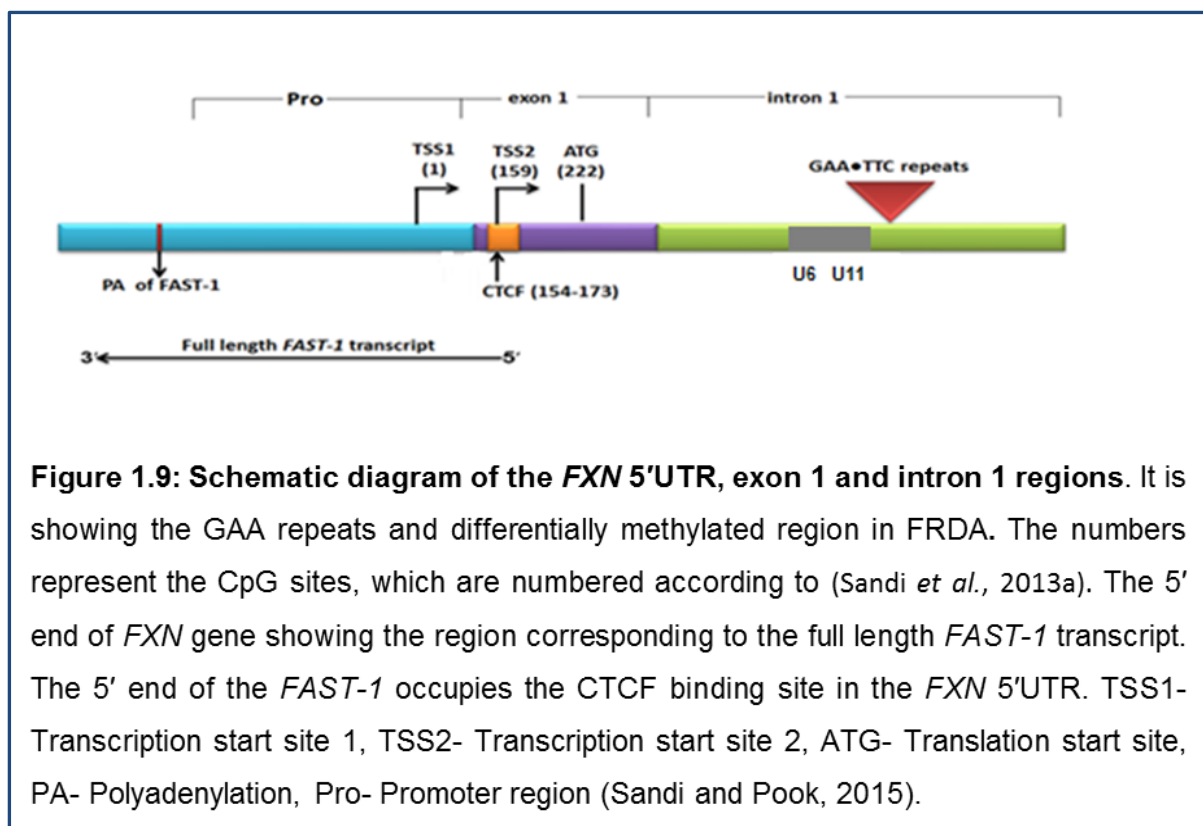 Pro
exon 1
intron 1
TSS1
(1)
TSS2
(159)
ATG
(222)
GAA•TTC repeats
PA of FAST-1
CTCF (154-173)
U6 U11
Full length FAST-1 transcript
3′
5′
Figure 1.9: Schematic diagram of the FXN 5′UTR, exon 1 and intron 1 regions. It is
showing the GAA repeats and differentially methylated region in FRDA. The numbers
represent the CpG sites, which are numbered according to (Sandi et al., 2013a). The 5′
end of FXN gene showing the region corresponding to the full length FAST-1 transcript.
The 5′ end of the FAST-1 occupies the CTCF binding site in the FXN 5′UTR. TSS1-
Transcription start site 1, TSS2- Transcription start site 2, ATG- Translation start site,
PA- Polyadenylation, Pro- Promoter region (Sandi and Pook, 2015).